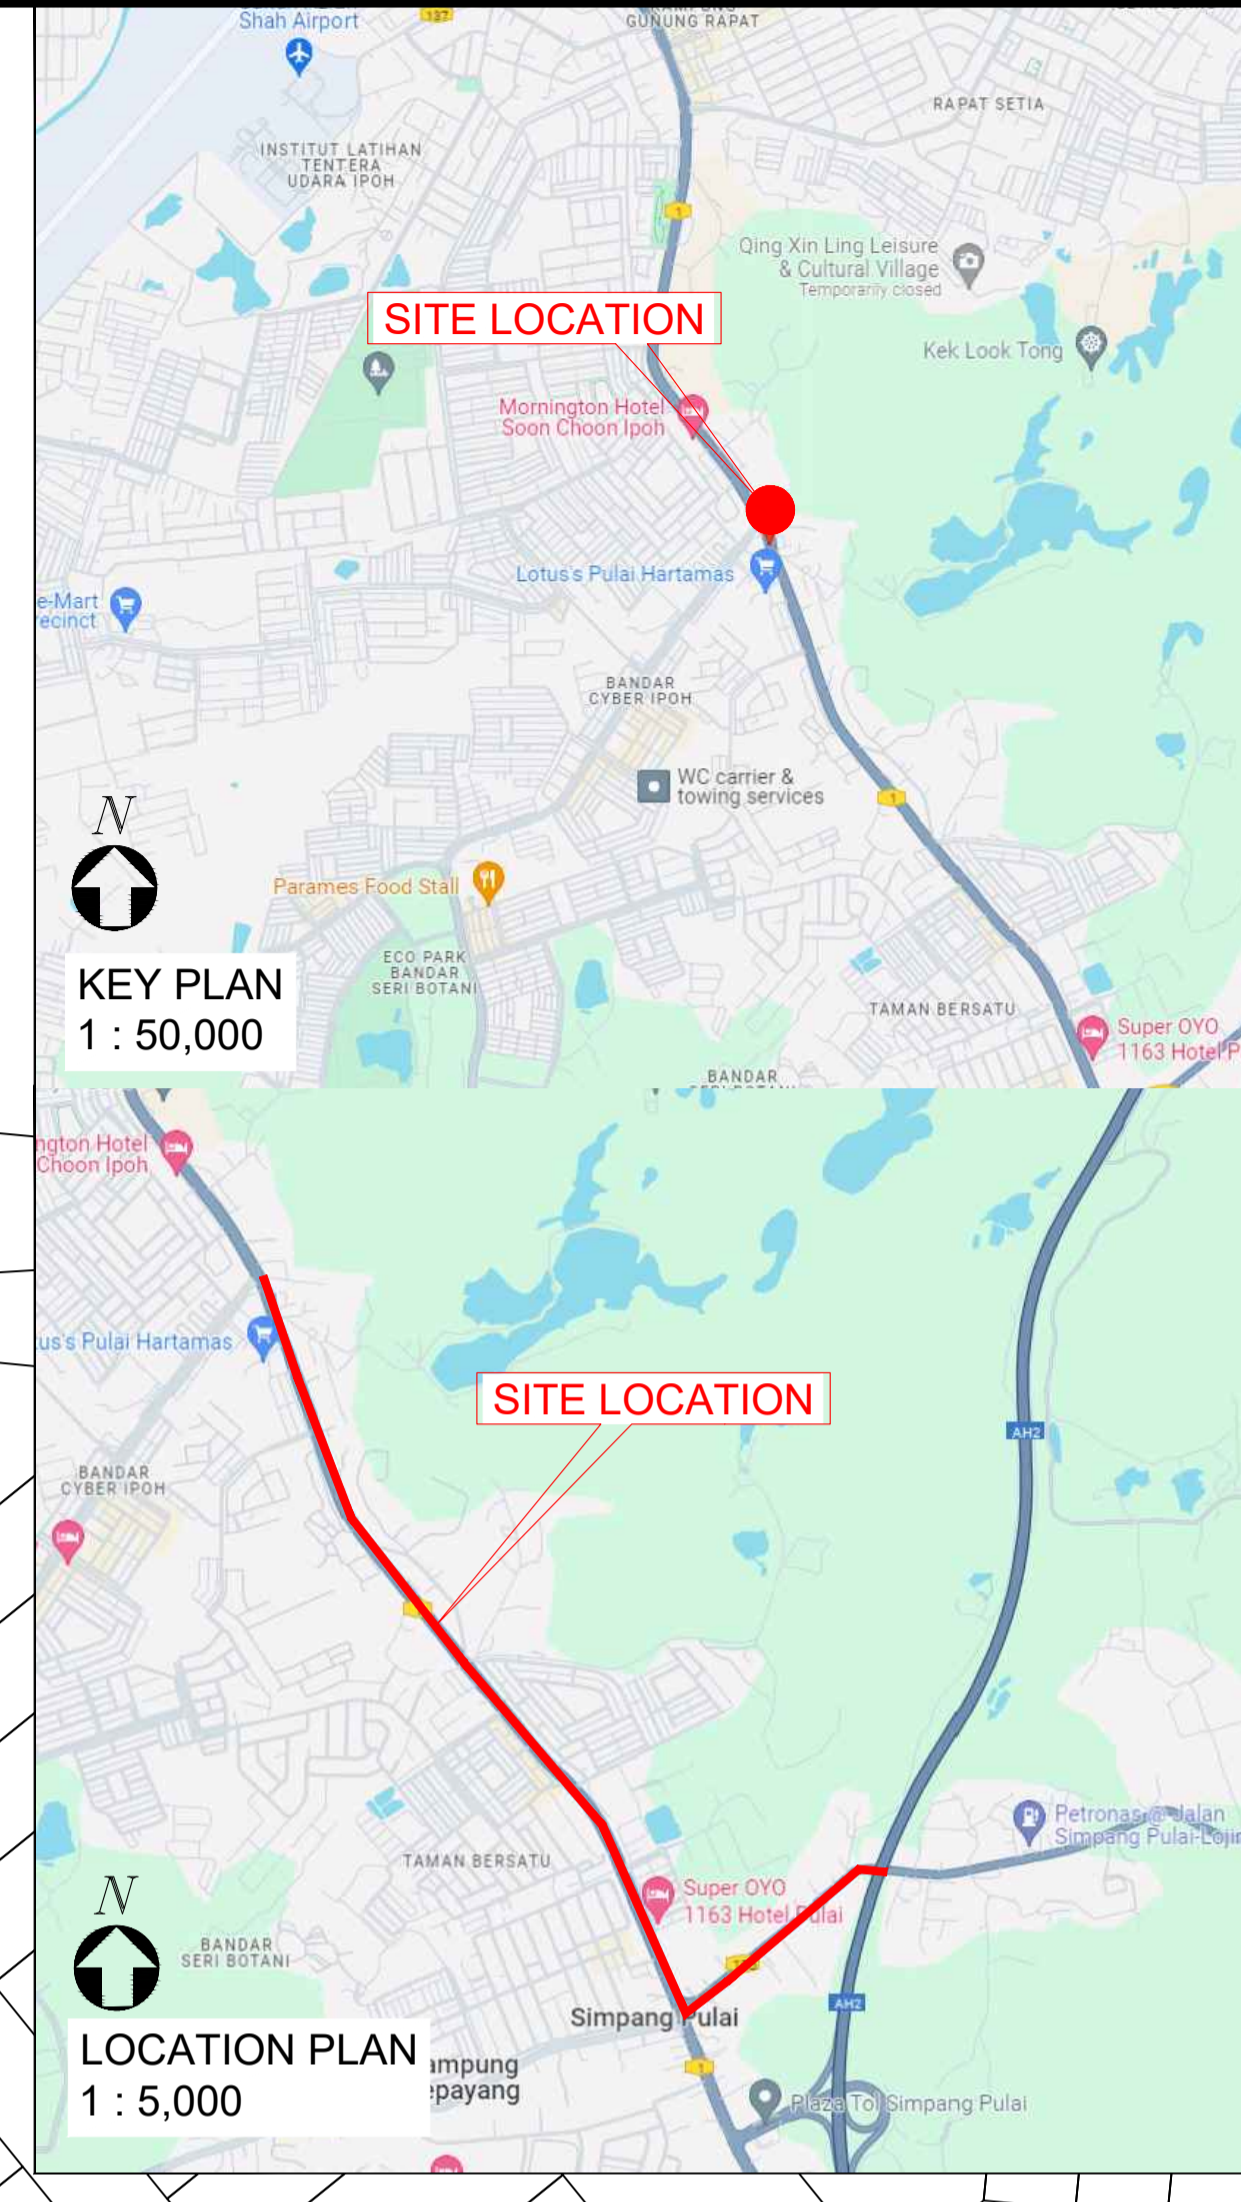 Shah Airport
137
GUNUNG RAPAT
RAPAT SETIA
INSTITUT LATIHAN
TENTERA
UDARA IPOH
1
Qing Xin Ling Leisure
& Cultural Village
Temporarily closed
SITE LOCATION
Kek Look Tong
Mornington Hotel
Soon Choon Ipoh
Lotus's Pulai Hartamas
e-Mart
ecinct
BANDAR
CYBER IPOH
WC carrier &
towing services
1
N
Parames Food Stall
ECO PARK
BANDAR
SERI BOTANI
KEY PLAN
1 : 50,000
TAMAN BERSATU
Super OYO
1163 Hotel P
BANDAR
ngton Hotel
Choon Ipoh
us's Pulai Hartamas
SITE LOCATION
AH2
BANDAR
CYBER IPOH
Petronas @ Jalan
Simpang Pulai-Lojin
TAMAN BERSATU
Super OYO
1163 Hotel Pulai
N
BANDAR
SERI BOTANI
AH2
Simpang Pulai
LOCATION PLAN
1 : 5,000
ampung
epayang
1
Plaza Tol Simpang Pulai